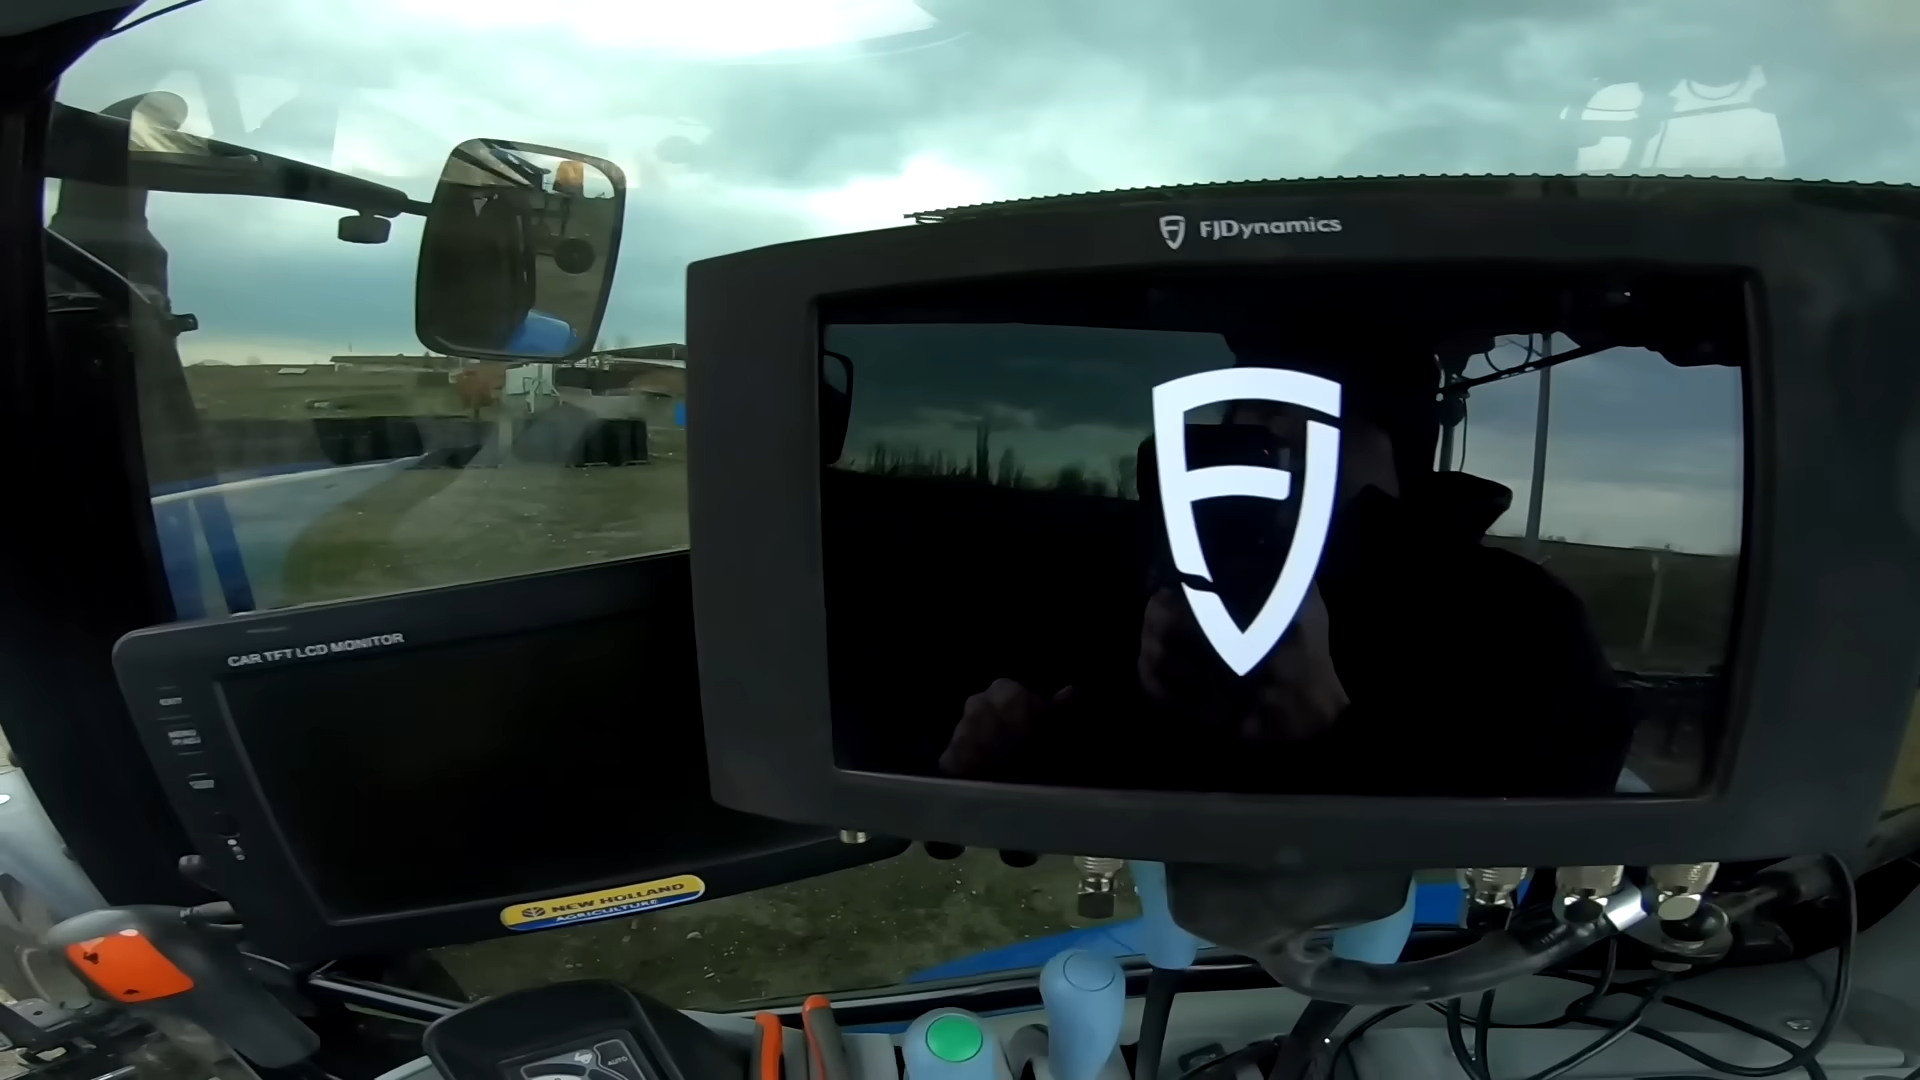 FJDynamics
CAR TFT LCD MONITOR
NEW HOLLAND
AGRICULTURE
AUTO